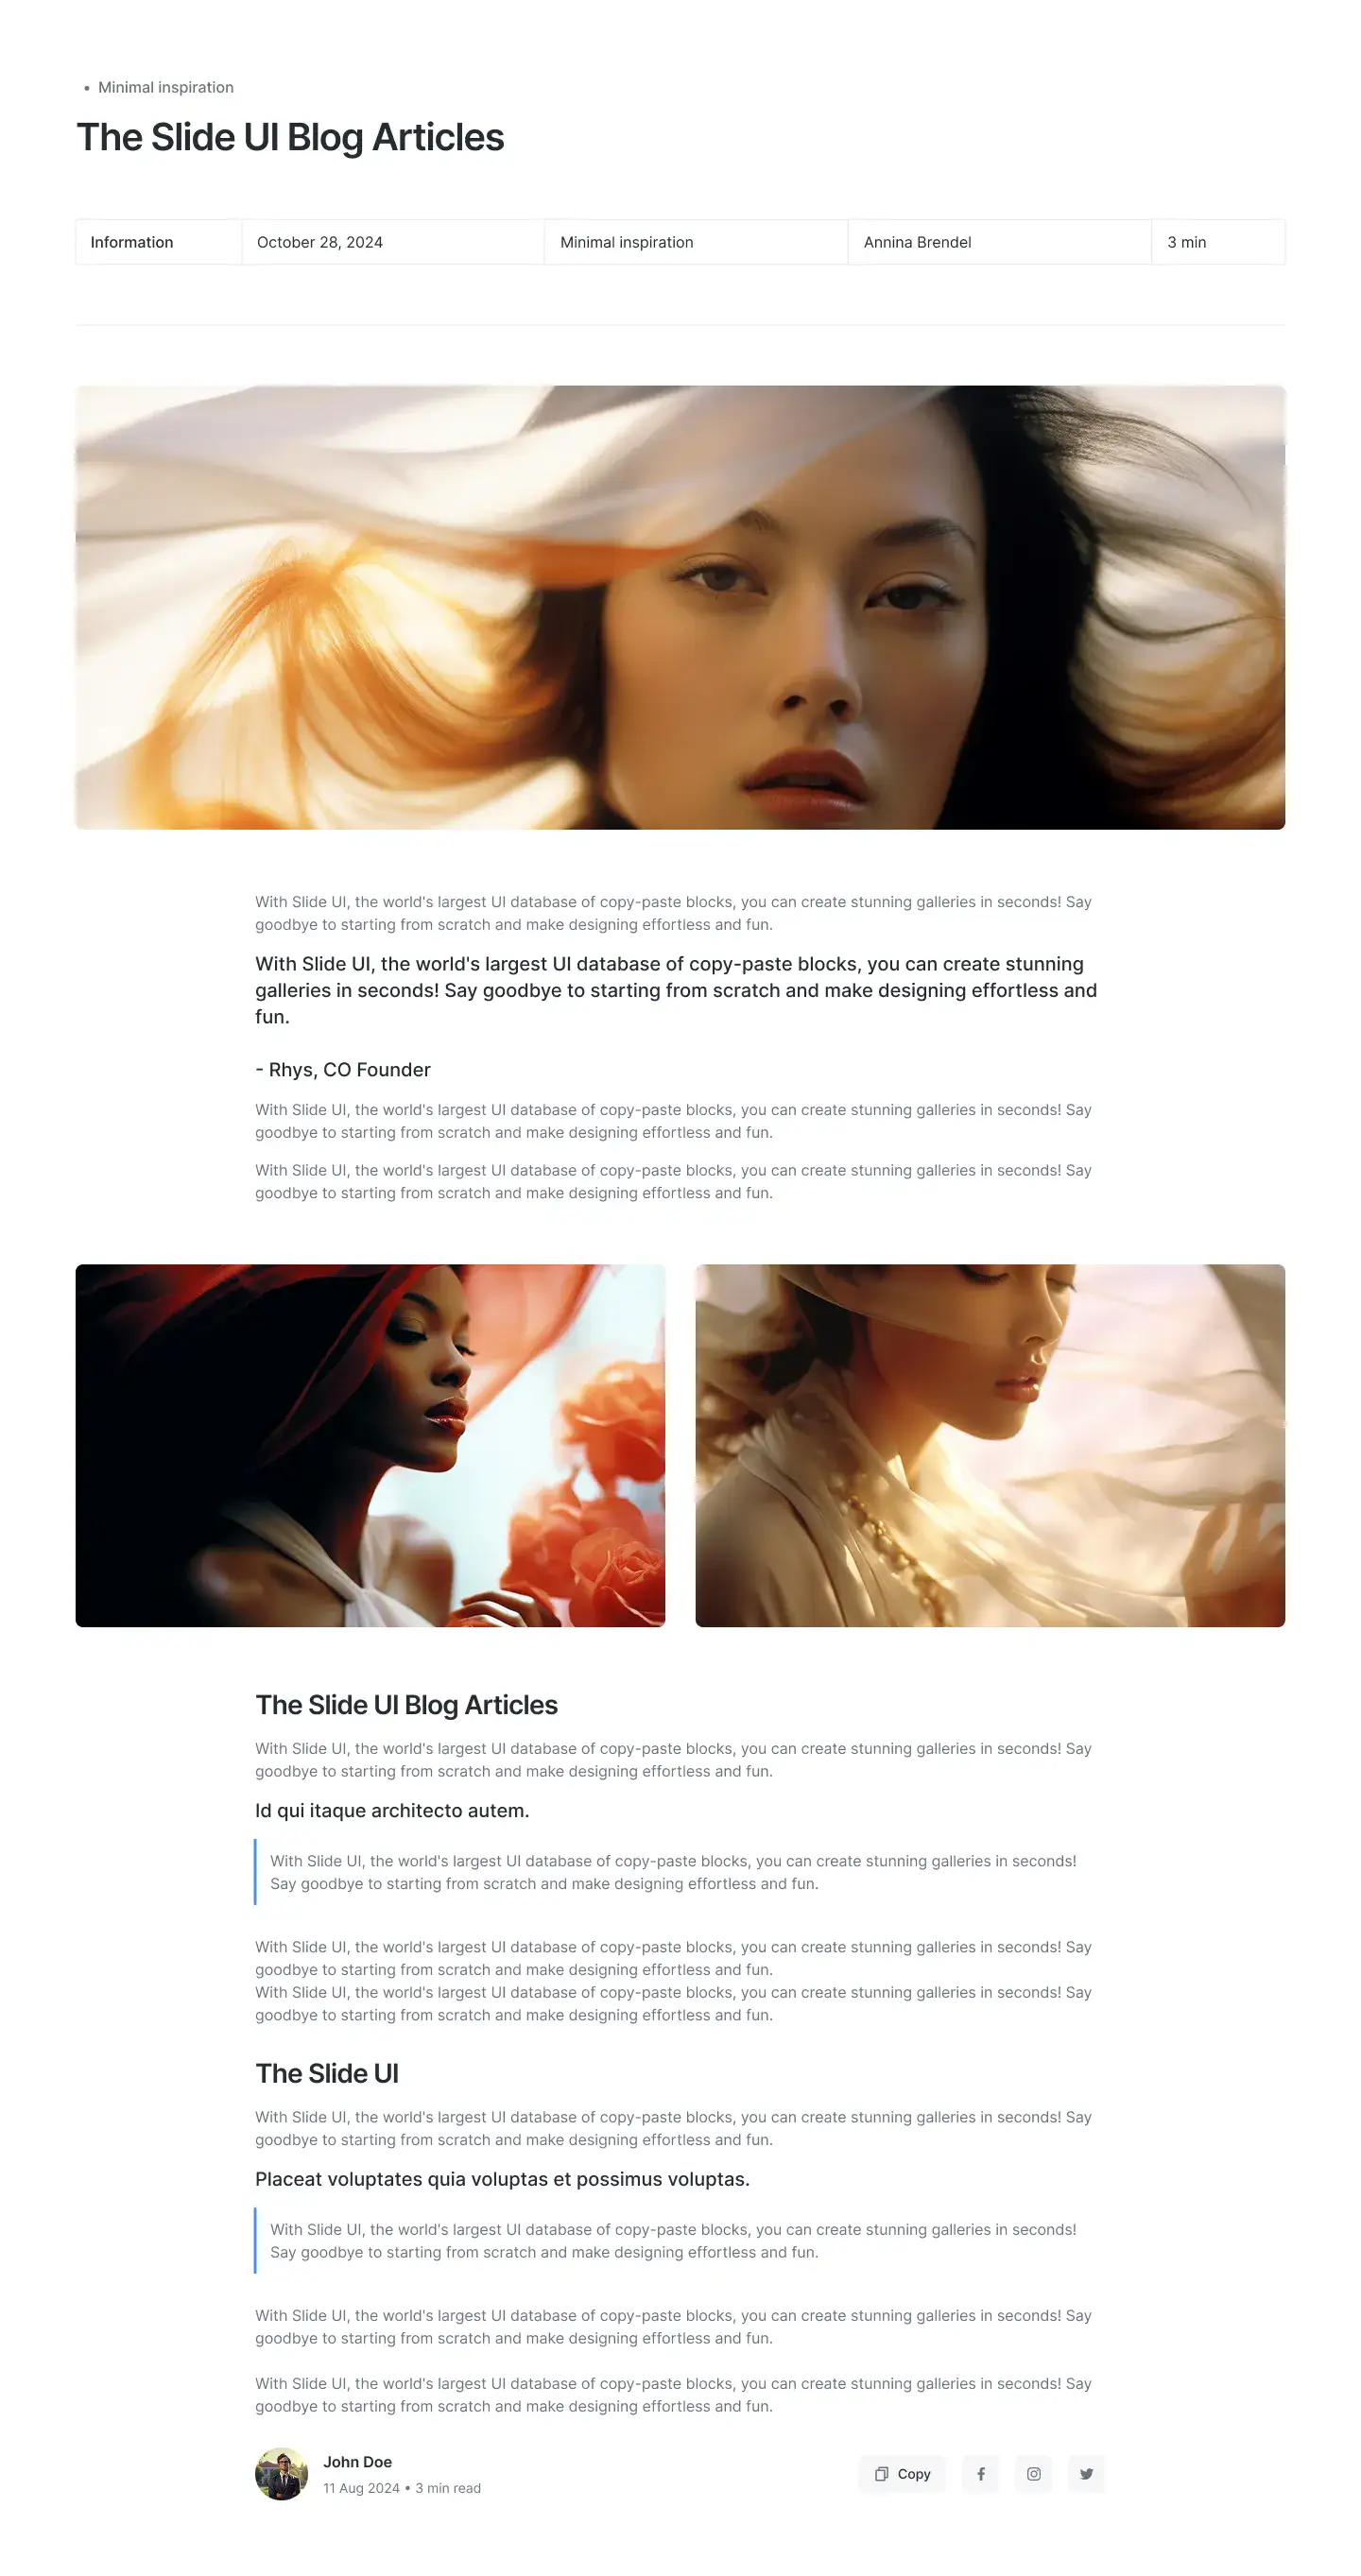 • Minimal inspiration
The Slide UI Blog Articles
Information
October 28, 2024
Minimal inspiration
Annina Brendel
3 min
With Slide UI, the world's largest UI database of copy-paste blocks, you can create stunning galleries in seconds! Say
goodbye to starting from scratch and make designing effortless and fun.
With Slide UI, the world's largest UI database of copy-paste blocks, you can create stunning
galleries in seconds! Say goodbye to starting from scratch and make designing effortless and
fun.
- Rhys, CO Founder
With Slide UI, the world's largest UI database of copy-paste blocks, you can create stunning galleries in seconds! Say
goodbye to starting from scratch and make designing effortless and fun.
With Slide UI, the world's largest UI database of copy-paste blocks, you can create stunning galleries in seconds! Say
goodbye to starting from scratch and make designing effortless and fun.
The Slide UI Blog Articles
With Slide UI, the world's largest UI database of copy-paste blocks, you can create stunning galleries in seconds! Say
goodbye to starting from scratch and make designing effortless and fun.
Id qui itaque architecto autem.
With Slide UI, the world's largest UI database of copy-paste blocks, you can create stunning galleries in seconds!
Say goodbye to starting from scratch and make designing effortless and fun.
With Slide UI, the world's largest UI database of copy-paste blocks, you can create stunning galleries in seconds! Say
goodbye to starting from scratch and make designing effortless and fun.
With Slide UI, the world's largest UI database of copy-paste blocks, you can create stunning galleries in seconds! Say
goodbye to starting from scratch and make designing effortless and fun.
The Slide UI
With Slide UI, the world's largest UI database of copy-paste blocks, you can create stunning galleries in seconds! Say
goodbye to starting from scratch and make designing effortless and fun.
Placeat voluptates quia voluptas et possimus voluptas.
With Slide UI, the world's largest UI database of copy-paste blocks, you can create stunning galleries in seconds!
Say goodbye to starting from scratch and make designing effortless and fun.
With Slide UI, the world's largest UI database of copy-paste blocks, you can create stunning galleries in seconds! Say
goodbye to starting from scratch and make designing effortless and fun.
With Slide UI, the world's largest UI database of copy-paste blocks, you can create stunning galleries in seconds! Say
goodbye to starting from scratch and make designing effortless and fun.
John Doe
11 Aug 2024 • 3 min read
Copy